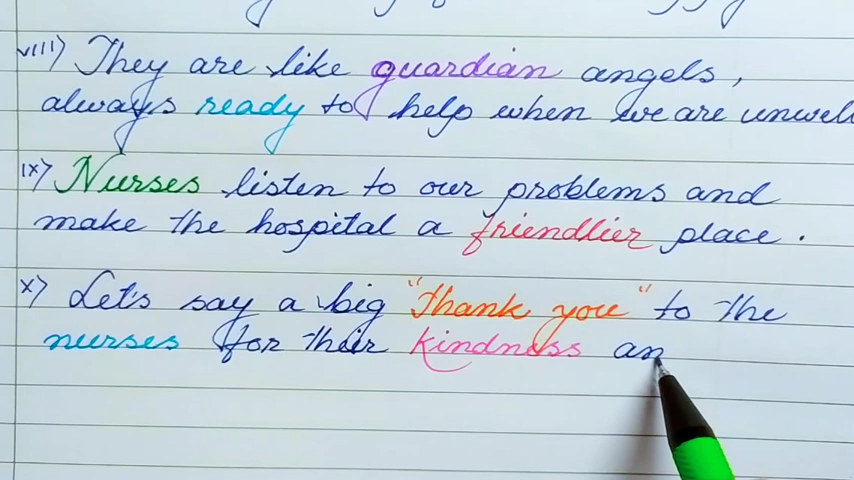 viii) They are like guardian angels,
always ready to help when we are unwell
ix) Nurses listen to our problems and
make the hospital a friendlier place.
x) Let's say a big "thank you" to the
nurses for their kindness an